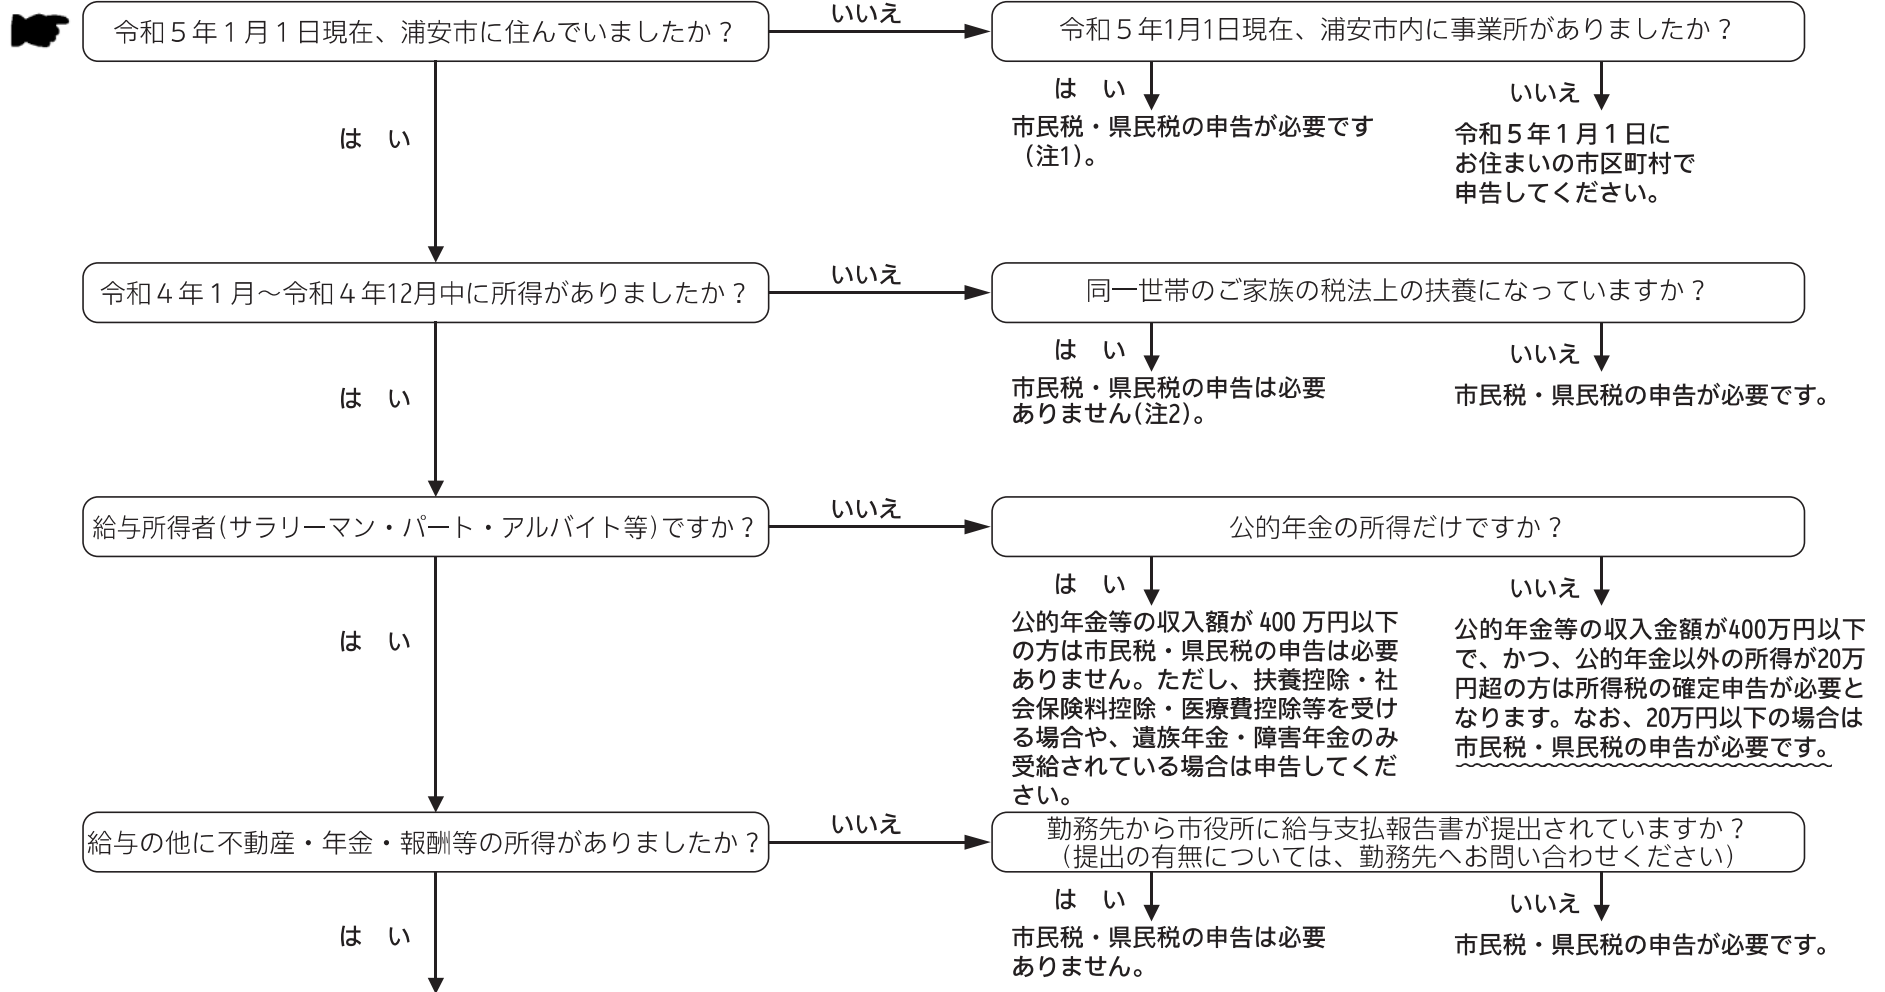 令和５年１月１日現在、浦安市に住んでいましたか？
いいえ
令和５年1月1日現在、浦安市内に事業所がありましたか？
は　い
市民税・県民税の申告が必要です
（注1）。
いいえ
令和５年１月１日に
お住まいの市区町村で
申告してください。
は　い
令和４年１月～令和４年12月中に所得がありましたか？
いいえ
同一世帯のご家族の税法上の扶養になっていますか？
は　い
市民税・県民税の申告は必要
ありません（注2）。
いいえ
市民税・県民税の申告が必要です。
は　い
給与所得者（サラリーマン・パート・アルバイト等）ですか？
いいえ
公的年金の所得だけですか？
は　い
公的年金等の収入額が 400 万円以下
の方は市民税・県民税の申告は必要
ありません。ただし、扶養控除・社
会保険料控除・医療費控除等を受け
る場合や、遺族年金・障害年金のみ
受給されている場合は申告してくだ
さい。
いいえ
公的年金等の収入金額が400万円以下
で、かつ、公的年金以外の所得が20万
円超の方は所得税の確定申告が必要と
なります。なお、20万円以下の場合は
市民税・県民税の申告が必要です。
は　い
給与の他に不動産・年金・報酬等の所得がありましたか？
いいえ
勤務先から市役所に給与支払報告書が提出されていますか？
（提出の有無については、勤務先へお問い合わせください）
は　い
市民税・県民税の申告は必要
ありません。
いいえ
市民税・県民税の申告が必要です。
は　い